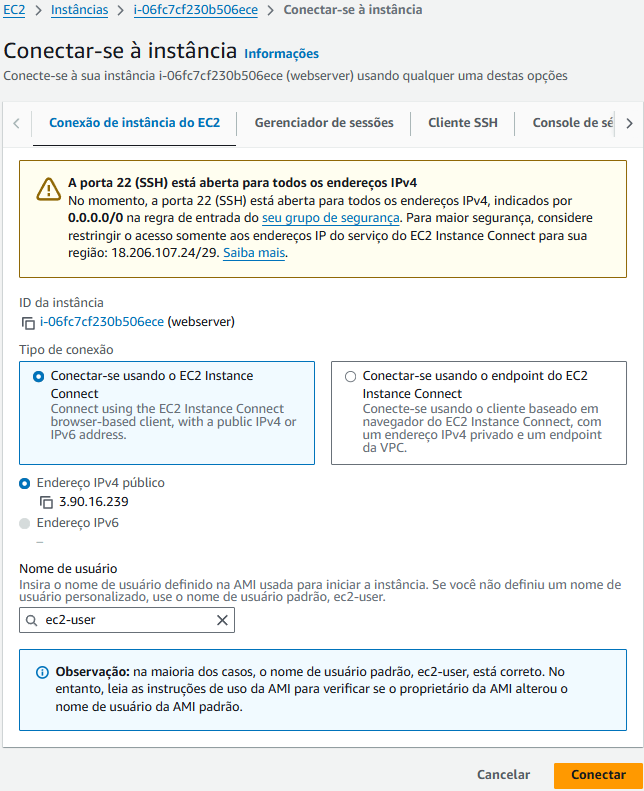 EC2 > Instâncias > i-06fc7cf230b506ece > Conectar-se à instância
Conectar-se à instância Informações
Conecte-se à sua instância i-06fc7cf230b506ece (webserver) usando qualquer uma destas opções
Conexão de instância do EC2 Gerenciador de sessões Cliente SSH Console de sé
A porta 22 (SSH) está aberta para todos os endereços IPv4
No momento, a porta 22 (SSH) está aberta para todos os endereços IPv4, indicados por
0.0.0.0/0 na regra de entrada do seu grupo de segurança. Para maior segurança, considere
restringir o acesso somente aos endereços IP do serviço do EC2 Instance Connect para sua
região: 18.206.107.24/29. Saiba mais.
ID da instância
i-06fc7cf230b506ece (webserver)
Tipo de conexão
Conectar-se usando o EC2 Instance
Connect
Connect using the EC2 Instance Connect
browser-based client, with a public IPv4 or
IPv6 address.
Conectar-se usando o endpoint do EC2
Instance Connect
Conecte-se usando o cliente baseado em
navegador do EC2 Instance Connect, com
um endereço IPv4 privado e um endpoint
da VPC.
Endereço IPv4 público
3.90.16.239
Endereço IPv6
–
Nome de usuário
Insira o nome de usuário definido na AMI usada para iniciar a instância. Se você não definiu um nome de
usuário personalizado, use o nome de usuário padrão, ec2-user.
ec2-user
Observação: na maioria dos casos, o nome de usuário padrão, ec2-user, está correto. No
entanto, leia as instruções de uso da AMI para verificar se o proprietário da AMI alterou o
nome de usuário da AMI padrão.
Cancelar Conectar